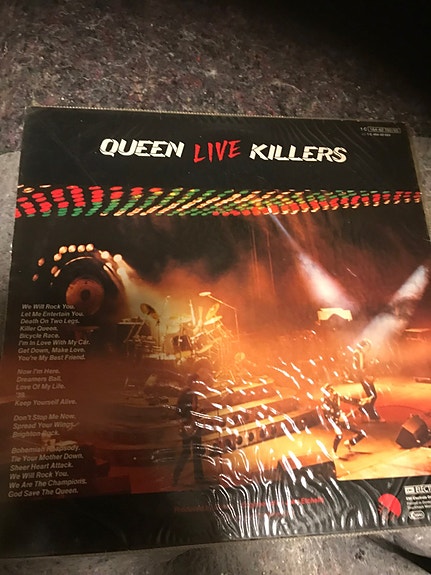 QUEEN LIVE KILLERS
We Will Rock You.
Let Me Entertain You.
Death On Two Legs.
Killer Queen.
Bicycle Race.
I'm In Love With My Car.
Get Down, Make Love.
You're My Best Friend.
Now I'm Here.
Dreamers Ball.
Love Of My Life.
'39.
Keep Yourself Alive.
Don't Stop Me Now.
Spread Your Wings.
Brighton Rock.
Bohemian Rhapsody.
Tie Your Mother Down.
Sheer Heart Attack.
We Will Rock You.
We Are The Champions.
God Save The Queen.